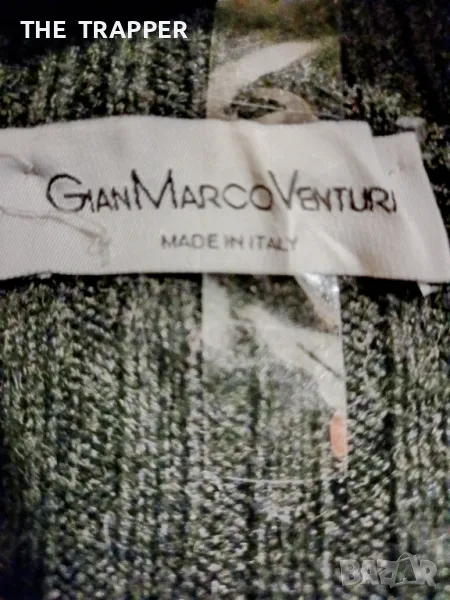 THE TRAPPER
GIANMARCOVENTURI
MADE IN ITALY
BAZAR